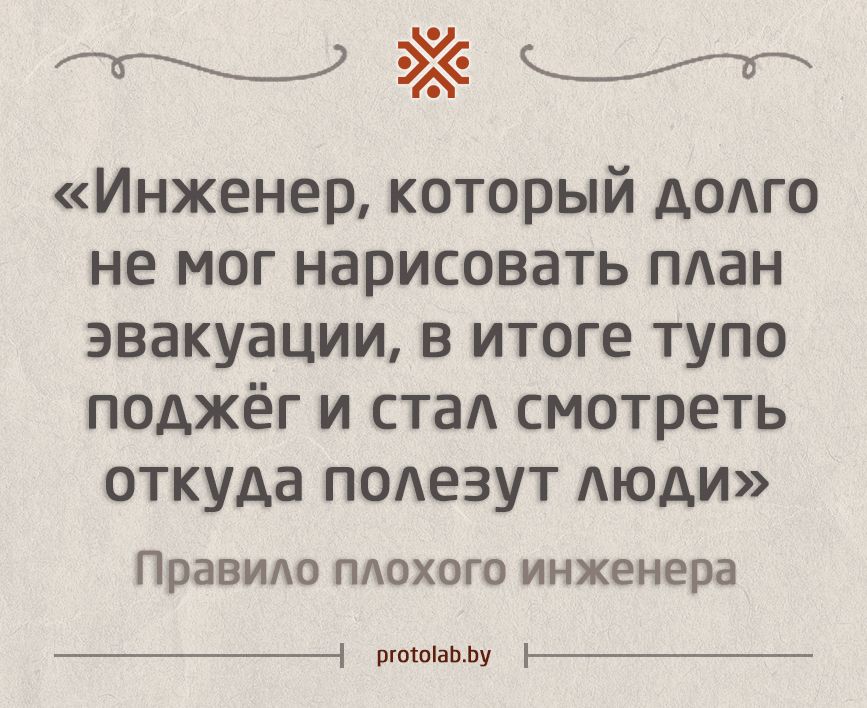 «Инженер, который долго
не мог нарисовать план
эвакуации, в итоге тупо
поджёг и стал смотреть
откуда полезут люди»
Правило плохого инженера
protolab.by